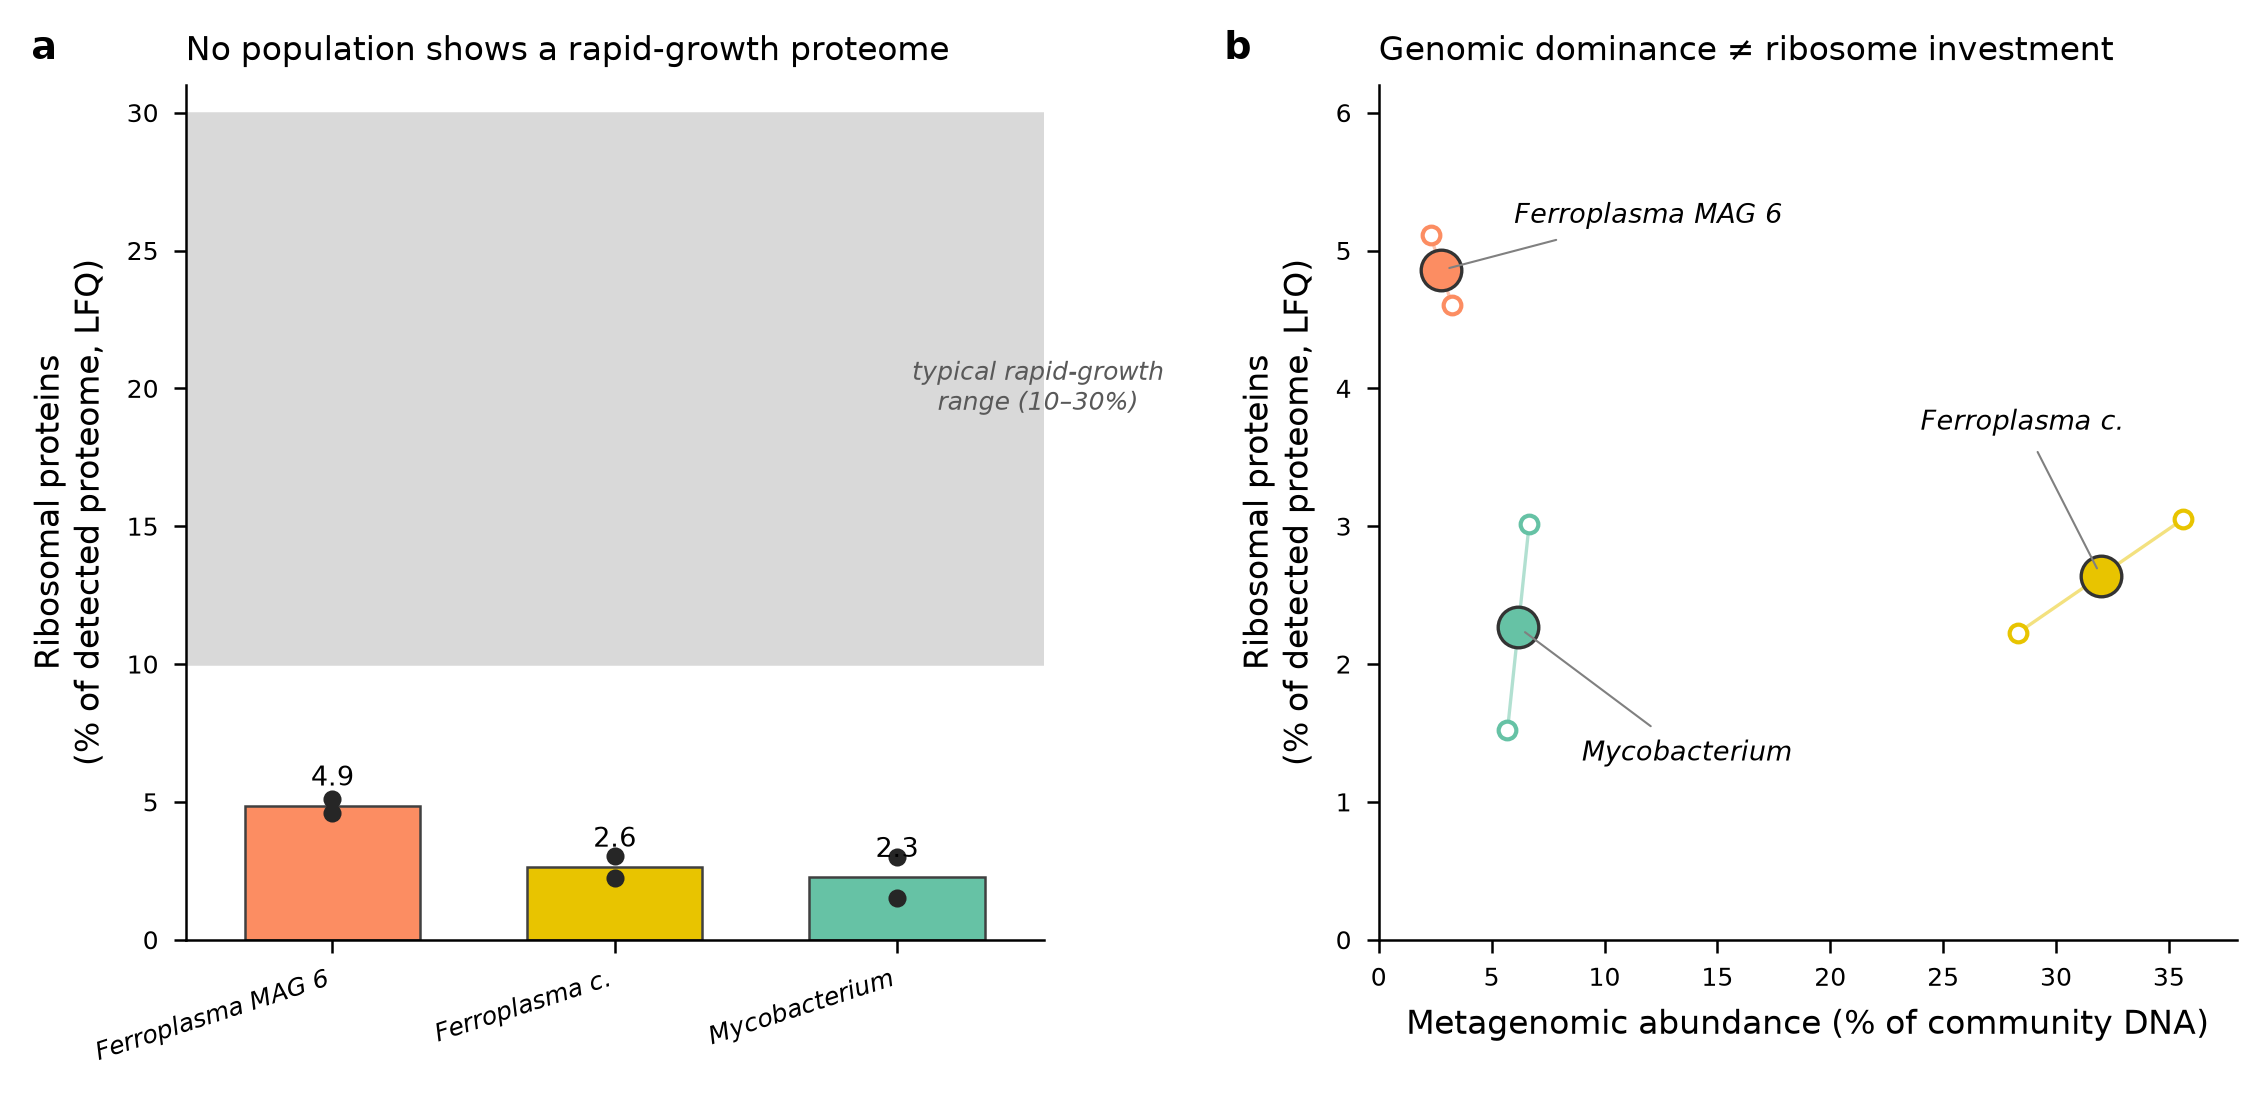 a
No population shows a rapid-growth proteome
Ribosomal proteins
(% of detected proteome, LFQ)
30
25
20
15
10
5
0
typical rapid-growth
range (10–30%)
4.9
2.6
2.3
Ferroplasma MAG 6
Ferroplasma c.
Mycobacterium
b
Genomic dominance ≠ ribosome investment
Ribosomal proteins
(% of detected proteome, LFQ)
6
5
4
3
2
1
0
Ferroplasma MAG 6
Ferroplasma c.
Mycobacterium
0 5 10 15 20 25 30 35
Metagenomic abundance (% of community DNA)